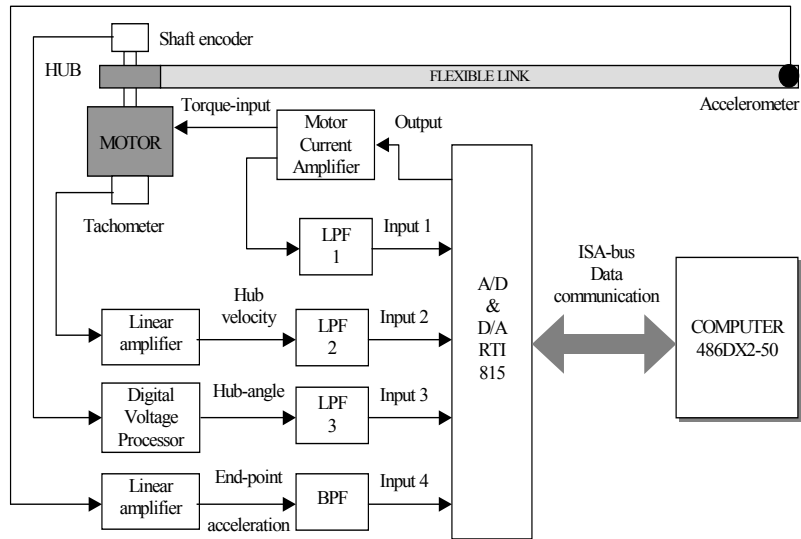 Shaft encoder
HUB
FLEXIBLE LINK
Accelerometer
Torque-input
Motor
Current
Amplifier
Output
MOTOR
Tachometer
LPF
1
Input 1
ISA-bus
Data
communication
A/D
&
D/A
RTI
815
COMPUTER
486DX2-50
Linear
amplifier
Hub
velocity
LPF
2
Input 2
Digital
Voltage
Processor
Hub-angle
LPF
3
Input 3
Linear
amplifier
End-point
acceleration
BPF
Input 4